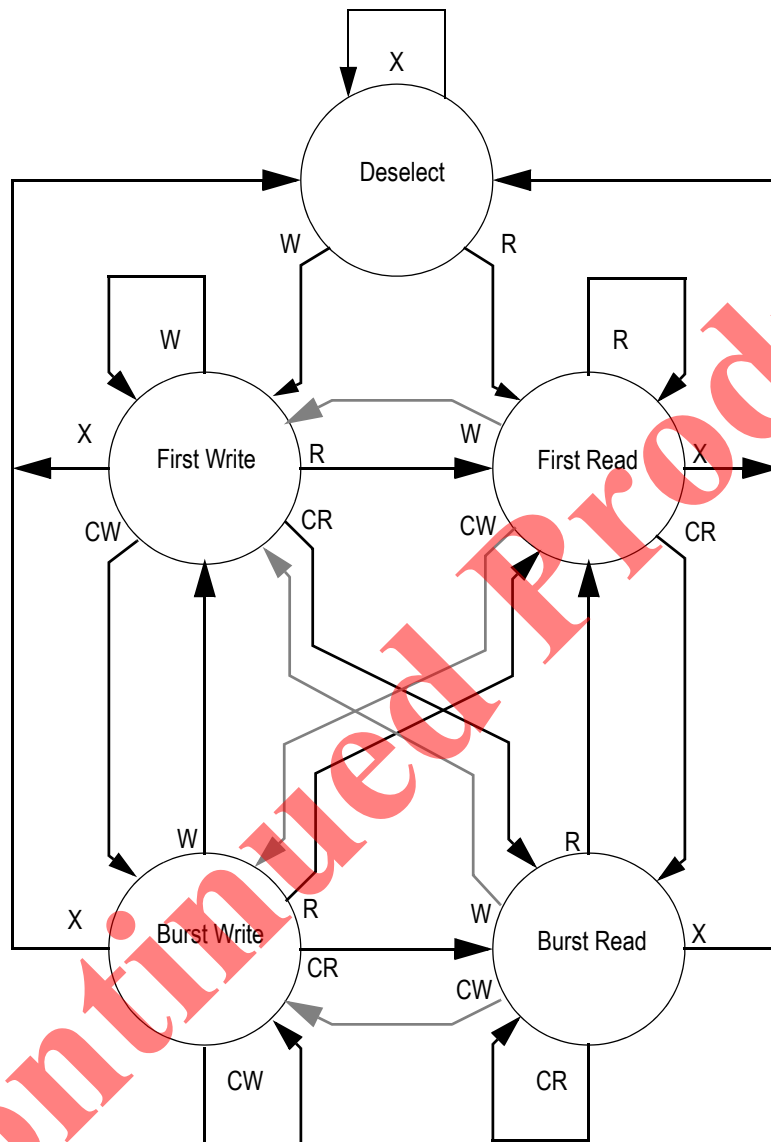 X
Deselect
W
R
W
R
X
W
First Write
R
First Read
X
CW
CR
CW
CR
W
R
X
R
W
Burst Write
Burst Read
X
CR
CW
CW
CR
ontinued Prod